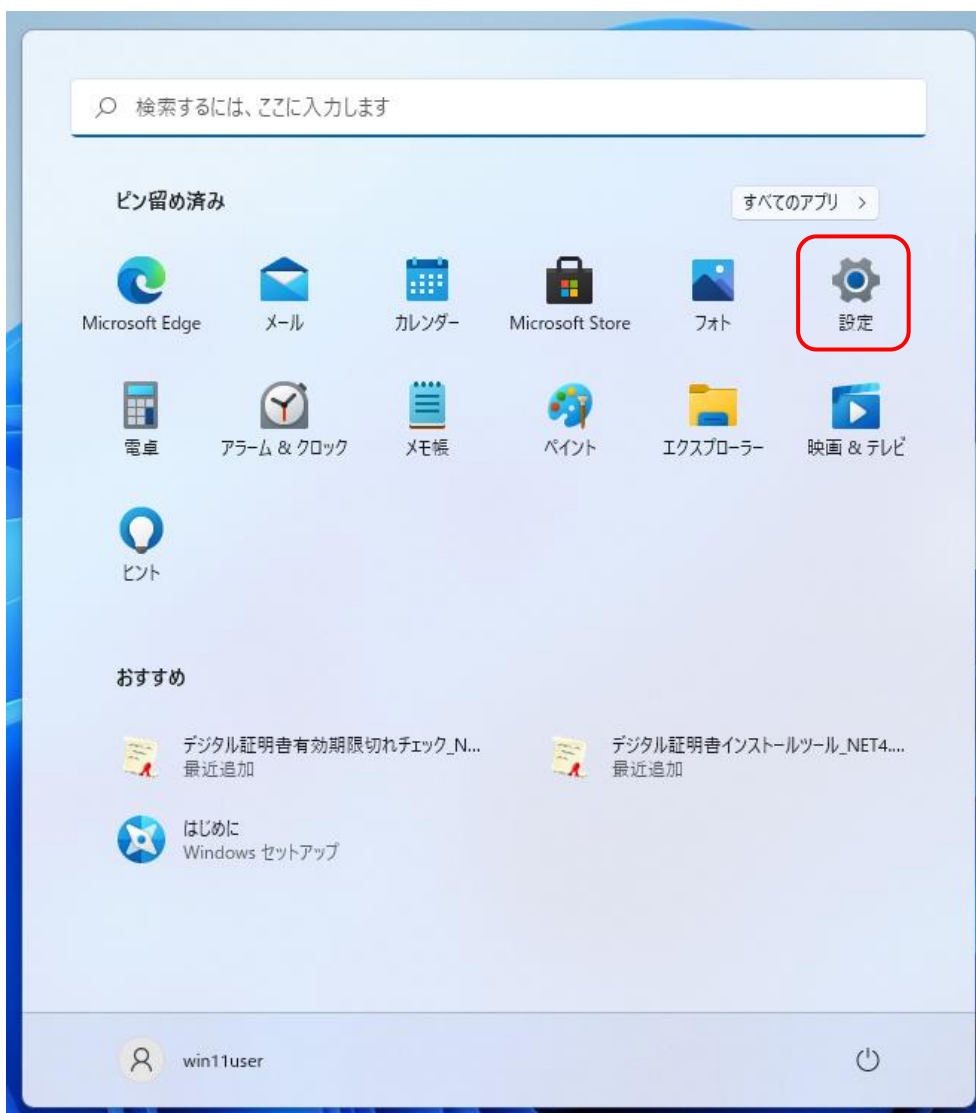 検索するには、ここに入力します
ピン留め済み
すべてのアプリ >
Microsoft Edge
メール
カレンダー
Microsoft Store
フォト
設定
電卓
アラーム & クロック
メモ帳
ペイント
エクスプローラー
映画 & テレビ
ヒント
おすすめ
デジタル証明書有効期限切れチェック_N...
最近追加
デジタル証明書インストールツール_NET4....
最近追加
はじめに
Windows セットアップ
win11user